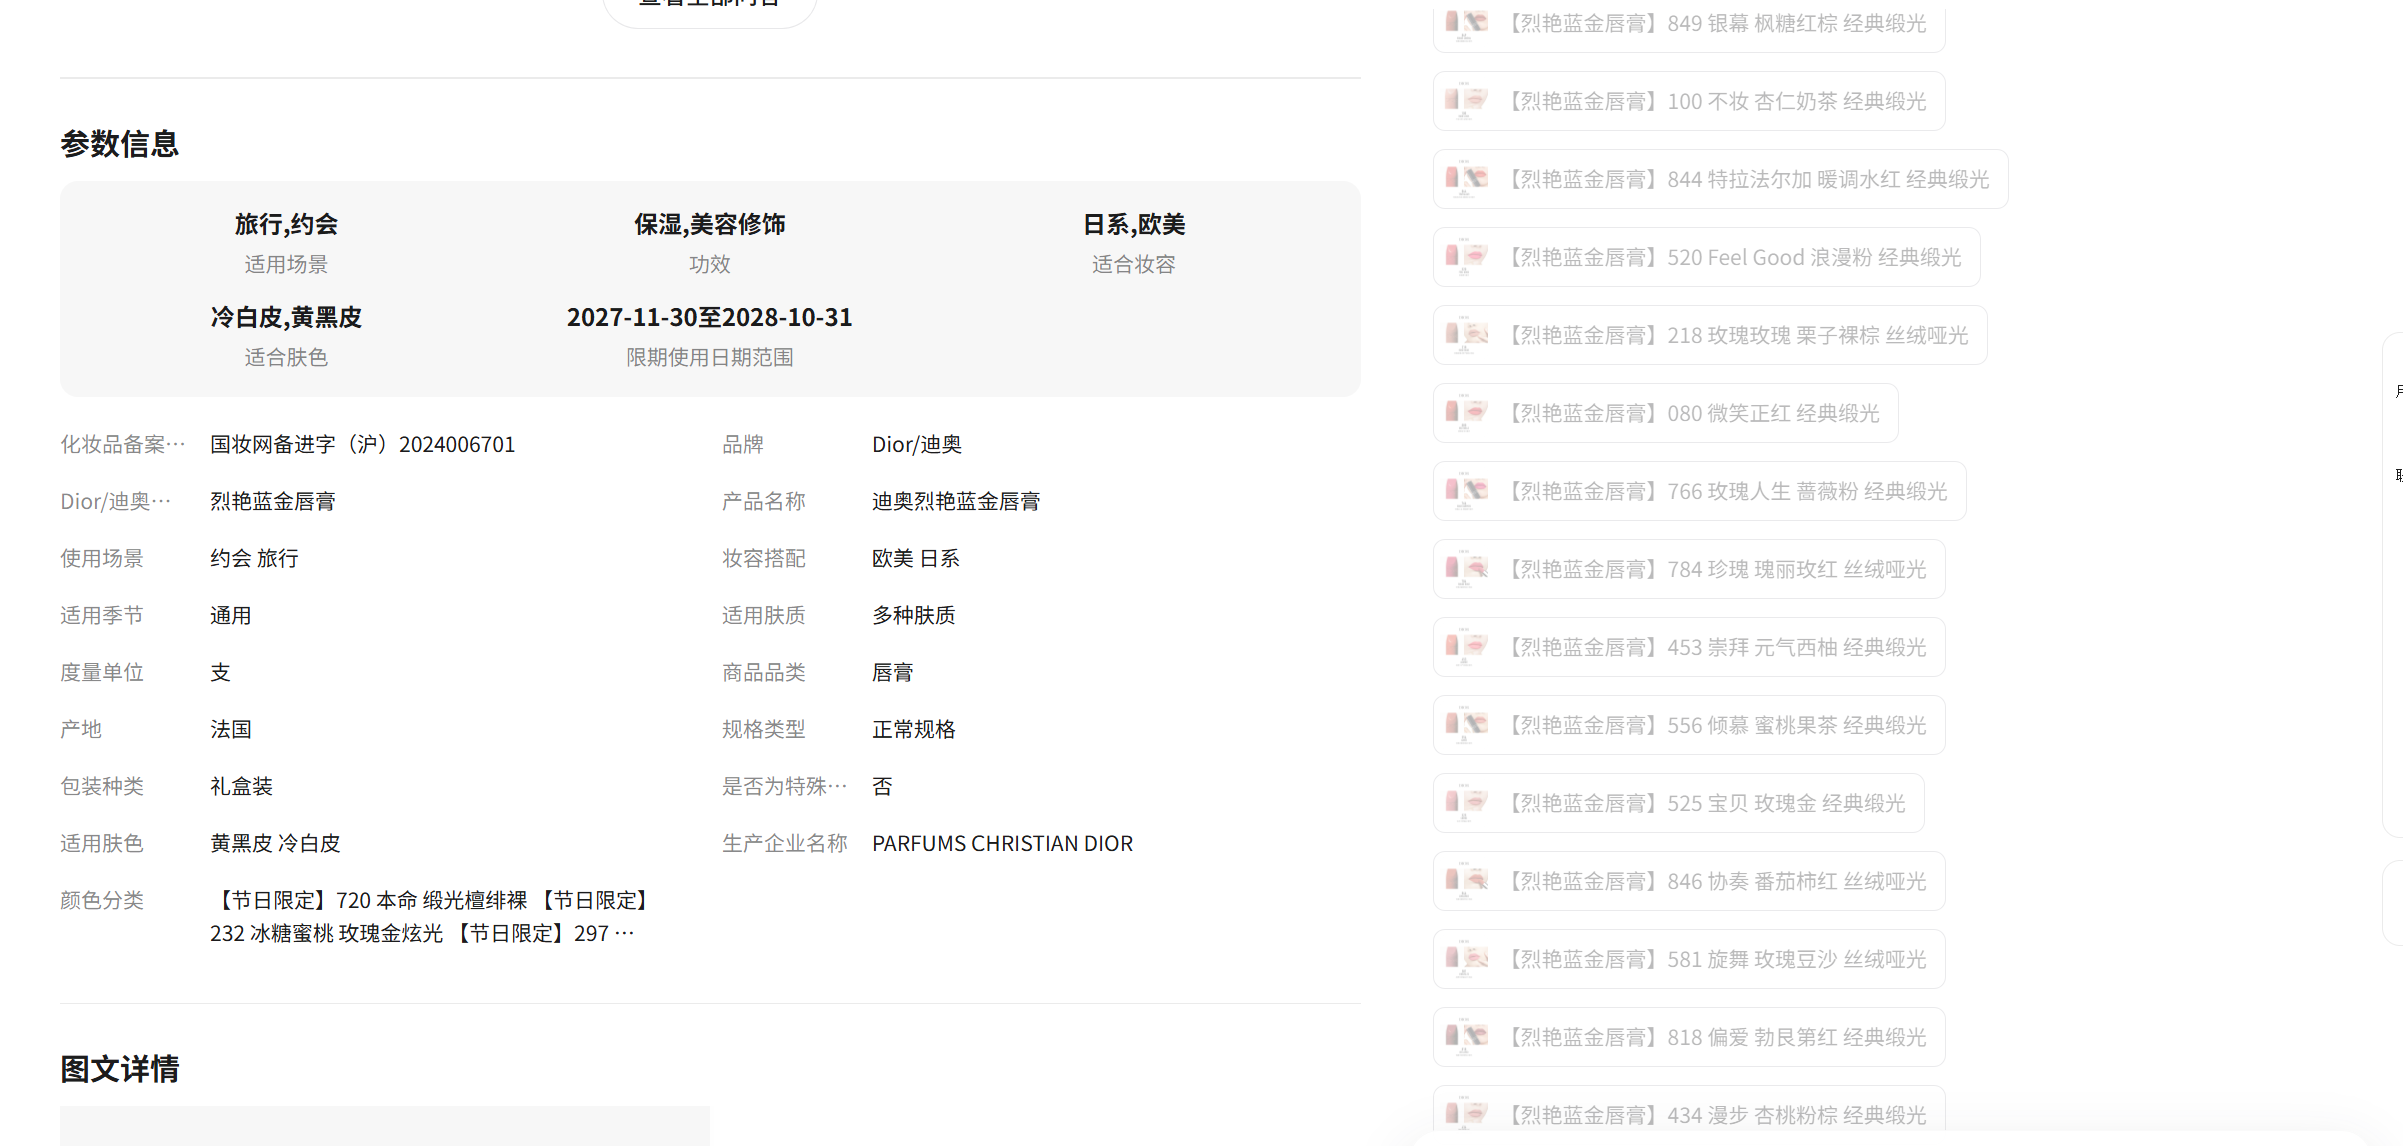 查看全部问答
参数信息
旅行,约会
适用场景
保湿,美容修饰
功效
日系,欧美
适合妆容
冷白皮,黄黑皮
适合肤色
2027-11-30至2028-10-31
限期使用日期范围
化妆品备案… 国妆网备进字（沪）2024006701
品牌 Dior/迪奥
Dior/迪奥… 烈艳蓝金唇膏
产品名称 迪奥烈艳蓝金唇膏
使用场景 约会 旅行
妆容搭配 欧美 日系
适用季节 通用
适用肤质 多种肤质
度量单位 支
商品品类 唇膏
产地 法国
规格类型 正常规格
包装种类 礼盒装
是否为特殊… 否
适用肤色 黄黑皮 冷白皮
生产企业名称 PARFUMS CHRISTIAN DIOR
颜色分类 【节日限定】720 本命 缎光檀绯裸 【节日限定】
232 冰糖蜜桃 玫瑰金炫光 【节日限定】297 …
图文详情
【烈艳蓝金唇膏】849 银幕 枫糖红棕 经典缎光
【烈艳蓝金唇膏】100 不妆 杏仁奶茶 经典缎光
【烈艳蓝金唇膏】844 特拉法尔加 暖调水红 经典缎光
【烈艳蓝金唇膏】520 Feel Good 浪漫粉 经典缎光
【烈艳蓝金唇膏】218 玫瑰玫瑰 栗子裸棕 丝绒哑光
【烈艳蓝金唇膏】080 微笑正红 经典缎光
【烈艳蓝金唇膏】766 玫瑰人生 蔷薇粉 经典缎光
【烈艳蓝金唇膏】784 珍瑰 瑰丽玫红 丝绒哑光
【烈艳蓝金唇膏】453 崇拜 元气西柚 经典缎光
【烈艳蓝金唇膏】556 倾慕 蜜桃果茶 经典缎光
【烈艳蓝金唇膏】525 宝贝 玫瑰金 经典缎光
【烈艳蓝金唇膏】846 协奏 番茄柿红 丝绒哑光
【烈艳蓝金唇膏】581 旋舞 玫瑰豆沙 丝绒哑光
【烈艳蓝金唇膏】818 偏爱 勃艮第红 经典缎光
【烈艳蓝金唇膏】434 漫步 杏桃粉棕 经典缎光